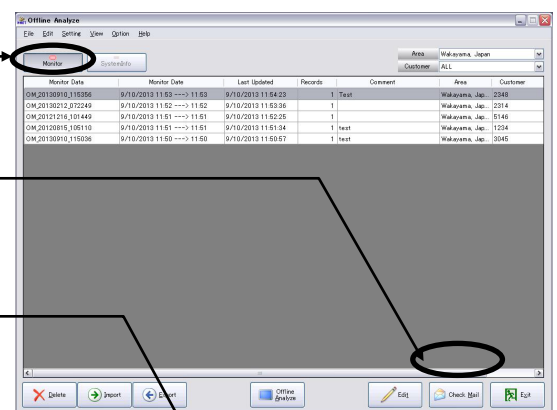 Offline Analyze
File Edit Setting View Option Help
Monitor SystemInfo
Area Wakayama, Japan
Customer ALL
Monitor Data Monitor Date Last Updated Records Comment Area Customer
OM_20130910_115356 9/10/2013 11:53 ---> 11:53 9/10/2013 11:54:23 1 Test Wakayama, Jap... 2348
OM_20130212_072249 9/10/2013 11:52 ---> 11:52 9/10/2013 11:53:36 1 Wakayama, Jap... 2314
OM_20121216_101449 9/10/2013 11:51 ---> 11:51 9/10/2013 11:52:25 1 Wakayama, Jap... 5146
OM_20120815_105110 9/10/2013 11:51 ---> 11:51 9/10/2013 11:51:34 1 test Wakayama, Jap... 1234
OM_20130910_115036 9/10/2013 11:50 ---> 11:50 9/10/2013 11:50:57 1 test Wakayama, Jap... 3045
Delete Import Export Offline Analyze Edit Check Mail Exit